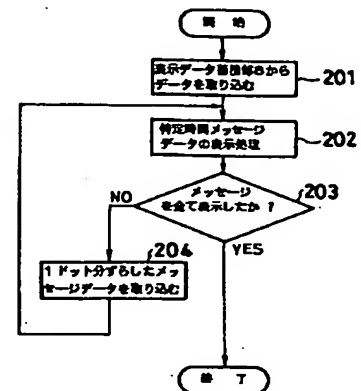 開始
表示データ蓄積部8から
データを取り込む
201
特定時間メッセージ
データの表示処理
202
メッセージ
を全て表示したか?
203
NO
YES
204
1ドット分ずらしたメッ
セージデータを取り込む
終了